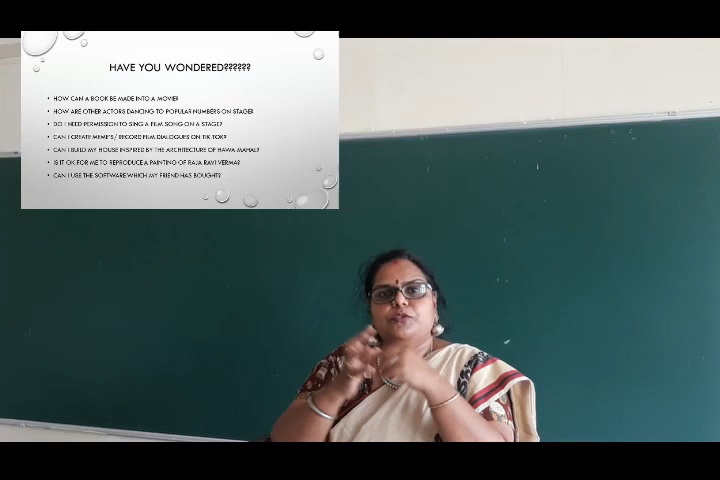 HAVE YOU WONDERED??????
• HOW CAN A BOOK BE MADE INTO A MOVIE?
• HOW ARE OTHER ACTORS DANCING TO POPULAR NUMBERS ON STAGE?
• DO I NEED PERMISSION TO SING A FILM SONG ON A STAGE?
• CAN I CREATE MEME'S/ RECORD FILM DIALOGUES ON TIK TOK?
• CAN I BUILD MY HOUSE INSPIRED BY THE ARCHITECTURE OF HAWA MAHAL?
• IS IT OK FOR ME TO REPRODUCE A PAINTING OF RAJA RAVI VERMA?
• CAN I USE THE SOFTWARE WHICH MY FRIEND HAS BOUGHT?